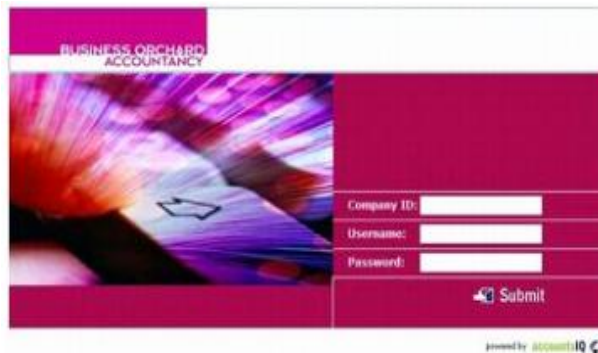 BUSINESS ORCHARD
ACCOUNTANCY
Company ID:
Username:
Password:
Submit
powered by accountsIQ